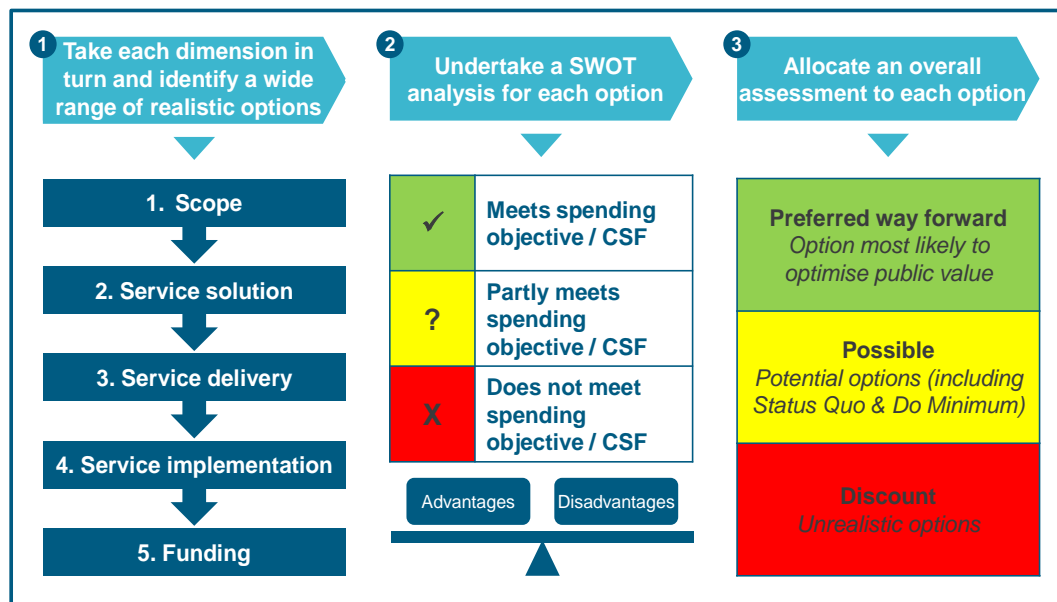 1
Take each dimension in
turn and identify a wide
range of realistic options
1. Scope
2. Service solution
3. Service delivery
4. Service implementation
5. Funding
2
Undertake a SWOT
analysis for each option
✓
Meets spending
objective / CSF
?
Partly meets
spending
objective / CSF
X
Does not meet
spending
objective / CSF
Advantages
Disadvantages
3
Allocate an overall
assessment to each option
Preferred way forward
Option most likely to
optimise public value
Possible
Potential options (including
Status Quo & Do Minimum)
Discount
Unrealistic options